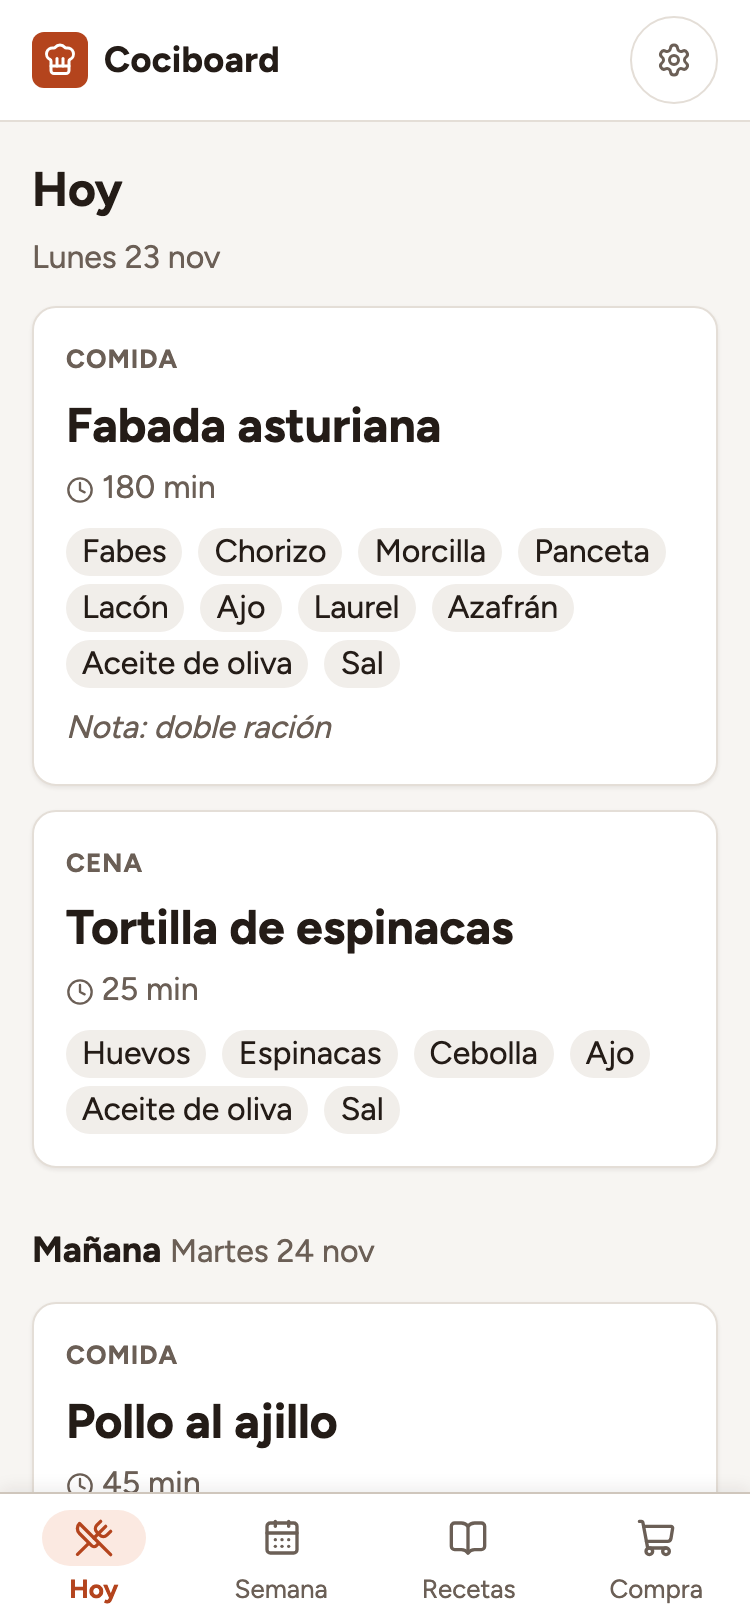 Cociboard
Hoy
Lunes 23 nov
COMIDA
Fabada asturiana
180 min
Fabes Chorizo Morcilla Panceta
Lacón Ajo Laurel Azafrán
Aceite de oliva Sal
Nota: doble ración
CENA
Tortilla de espinacas
25 min
Huevos Espinacas Cebolla Ajo
Aceite de oliva Sal
Mañana Martes 24 nov
COMIDA
Pollo al ajillo
45 min
Hoy Semana Recetas Compra